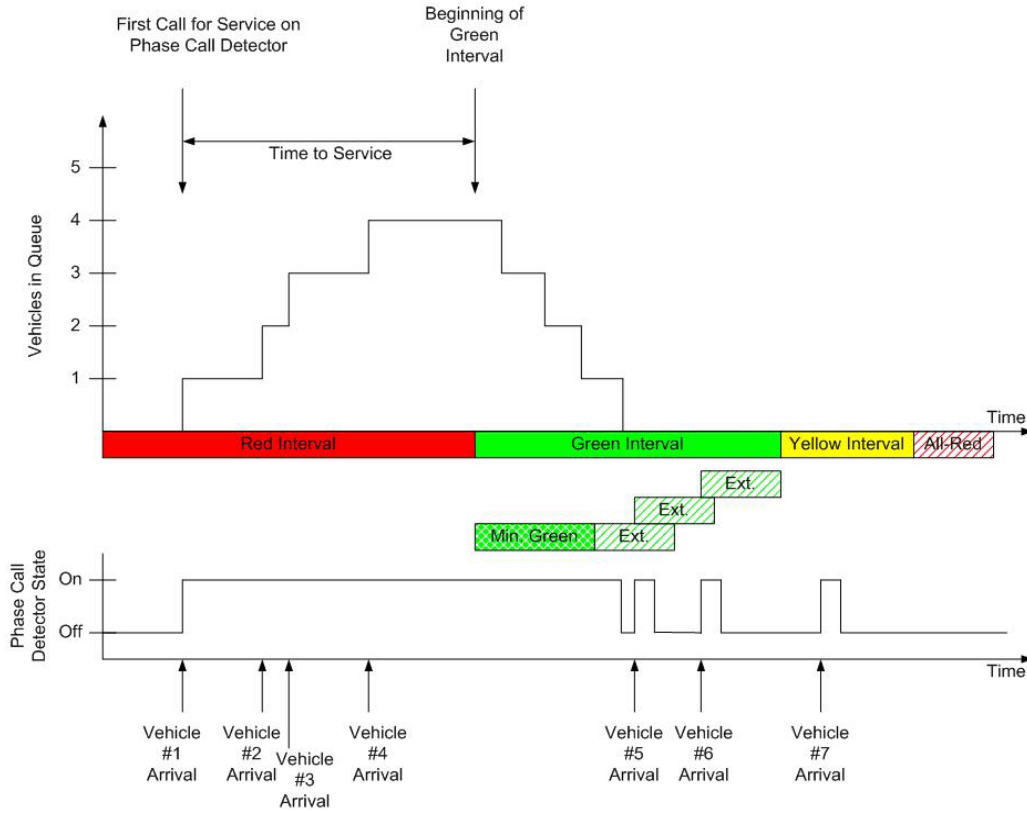 First Call for Service on
Phase Call Detector
Beginning of
Green
Interval
Time to Service
Vehicles in Queue
5
4
3
2
1
Time
Red Interval
Green Interval
Yellow Interval
All-Red
Ext.
Ext.
Min. Green
Ext.
Phase Call
Detector State
On
Off
Time
Vehicle
#1
Arrival
Vehicle
#2
Arrival
Vehicle
#3
Arrival
Vehicle
#4
Arrival
Vehicle
#5
Arrival
Vehicle
#6
Arrival
Vehicle
#7
Arrival